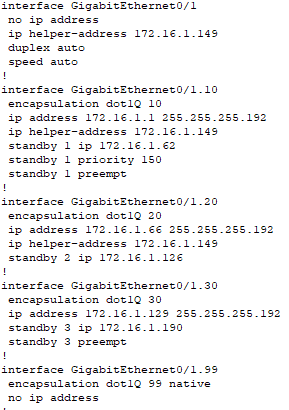 interface GigabitEthernet0/1
 no ip address
 ip helper-address 172.16.1.149
 duplex auto
 speed auto
!
interface GigabitEthernet0/1.10
 encapsulation dot1Q 10
 ip address 172.16.1.1 255.255.255.192
 ip helper-address 172.16.1.149
 standby 1 ip 172.16.1.62
 standby 1 priority 150
 standby 1 preempt
!
interface GigabitEthernet0/1.20
 encapsulation dot1Q 20
 ip address 172.16.1.66 255.255.255.192
 ip helper-address 172.16.1.149
 standby 2 ip 172.16.1.126
!
interface GigabitEthernet0/1.30
 encapsulation dot1Q 30
 ip address 172.16.1.129 255.255.255.192
 standby 3 ip 172.16.1.190
 standby 3 preempt
!
interface GigabitEthernet0/1.99
 encapsulation dot1Q 99 native
 no ip address